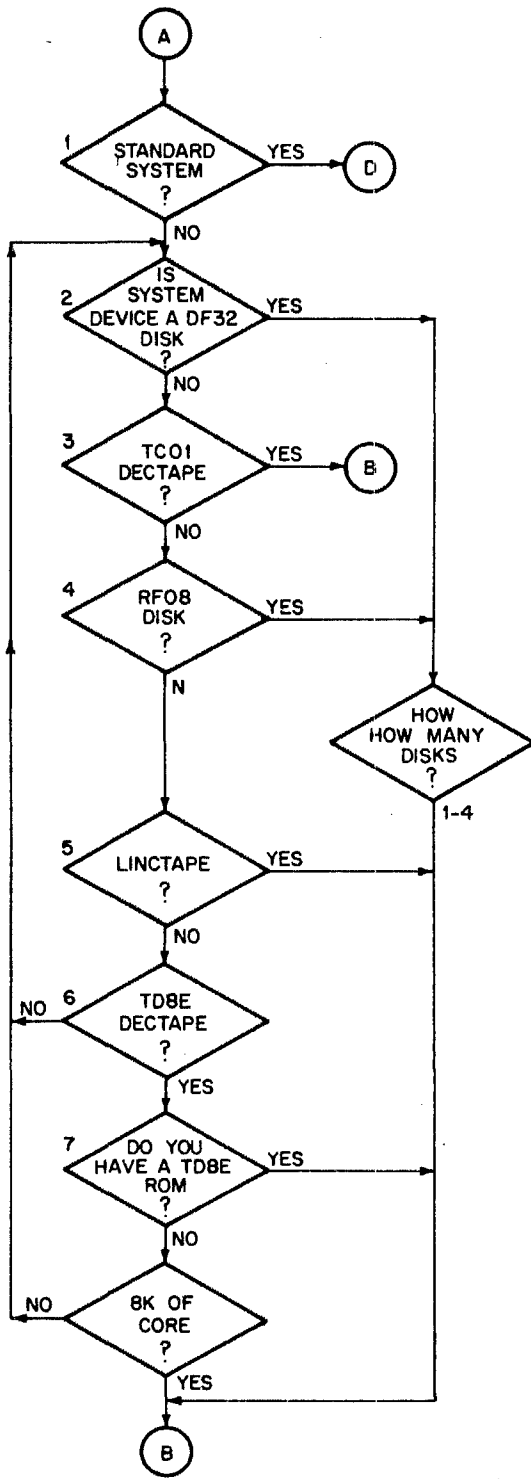 A
1
STANDARD
SYSTEM
?
YES
D
NO
2
IS
SYSTEM
DEVICE A DF32
DISK
?
YES
NO
3
TC01
DECTAPE
?
YES
B
NO
4
RF08
DISK
?
YES
N
HOW
HOW MANY
DISKS
?
1-4
5
LINCTAPE
?
YES
NO
6
TD8E
DECTAPE
?
NO
YES
7
DO YOU
HAVE A TD8E
ROM
?
YES
NO
8K OF
CORE
?
NO
YES
B